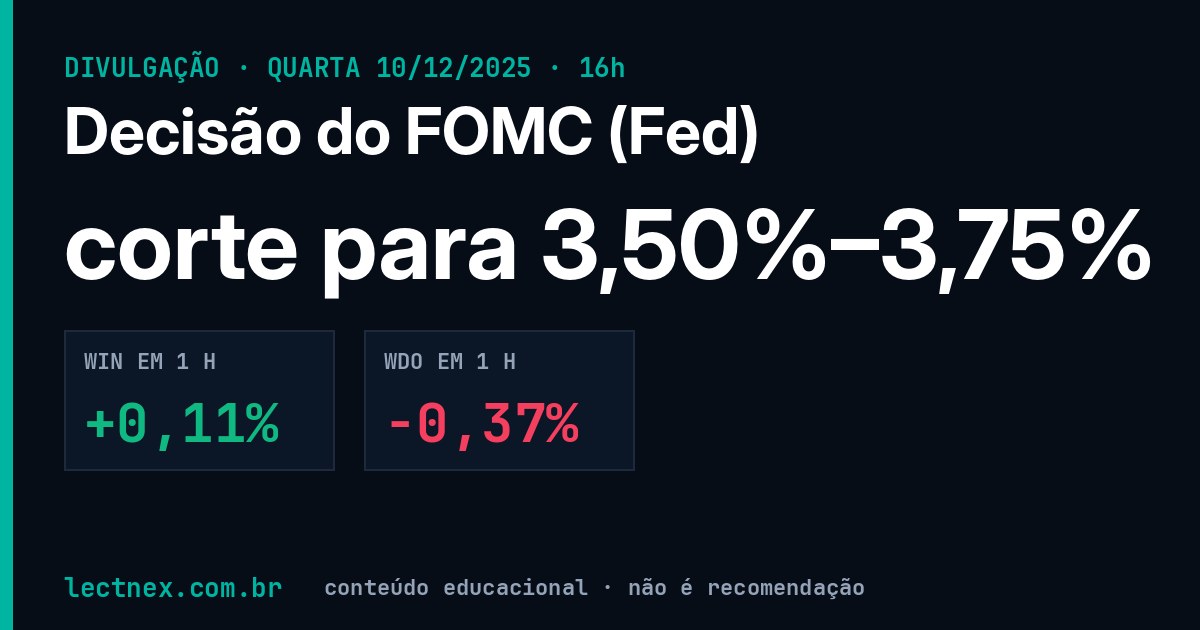 DIVULGAÇÃO · QUARTA 10/12/2025 · 16h
Decisão do FOMC (Fed)
corte para 3,50%–3,75%
WIN EM 1 H
+0,11%
WDO EM 1 H
-0,37%
lectnex.com.br
conteúdo educacional · não é recomendação